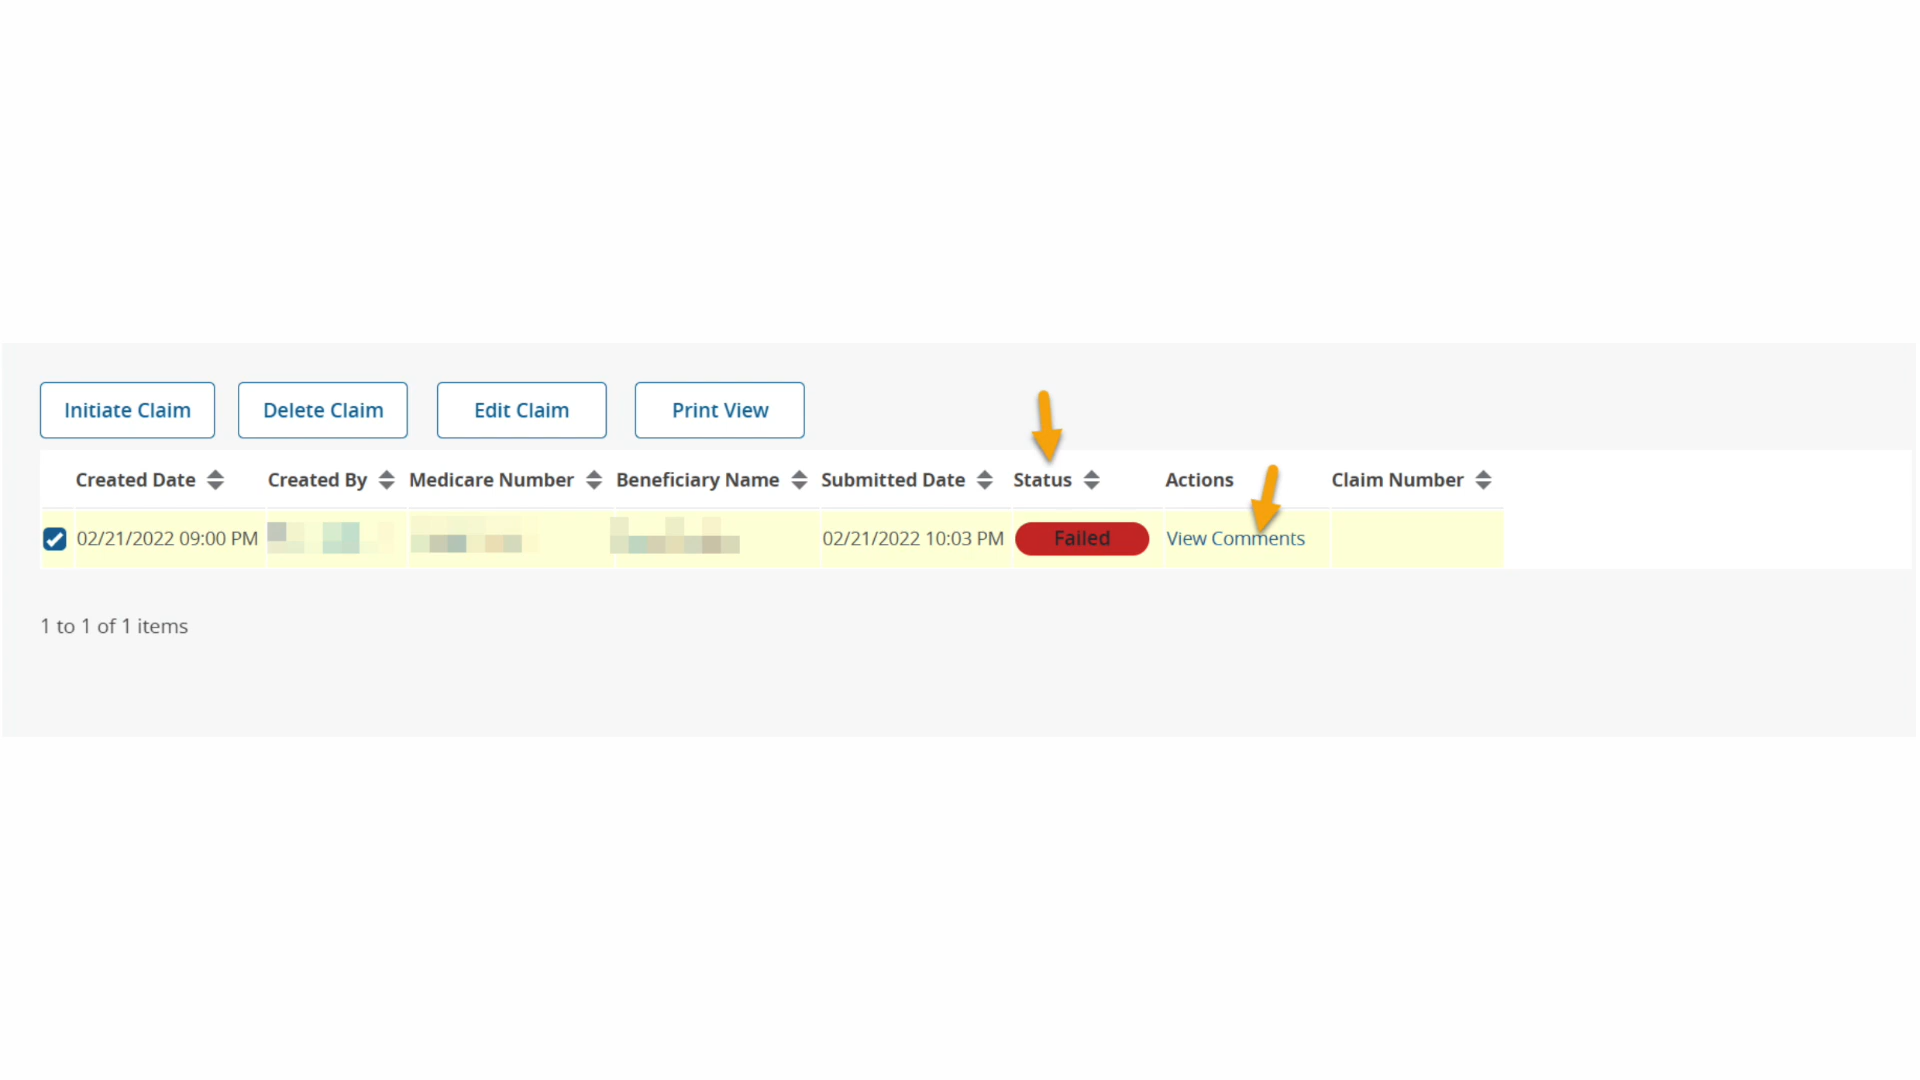 Initiate Claim Delete Claim Edit Claim Print View
Created Date Created By Medicare Number Beneficiary Name Submitted Date Status Actions Claim Number
02/21/2022 09:00 PM 02/21/2022 10:03 PM Failed View Comments
1 to 1 of 1 items